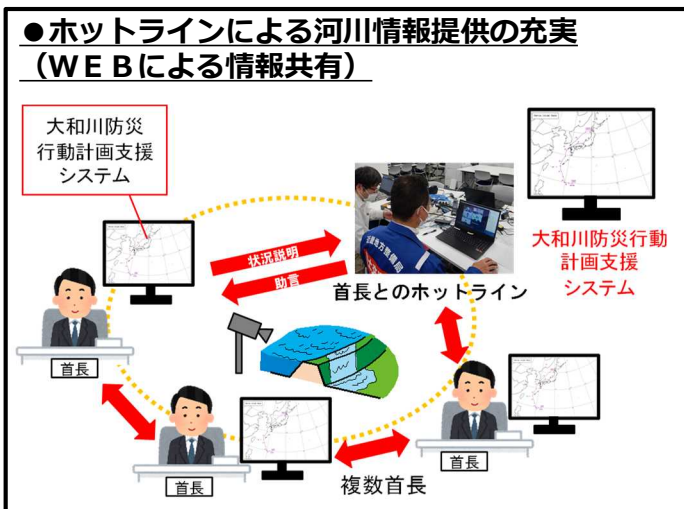 ●ホットラインによる河川情報提供の充実
（ＷＥＢによる情報共有）
大和川防災
行動計画支援
システム
状況説明
助言
首長とのホットライン
大和川防災行動
計画支援
システム
首長
首長
首長
複数首長